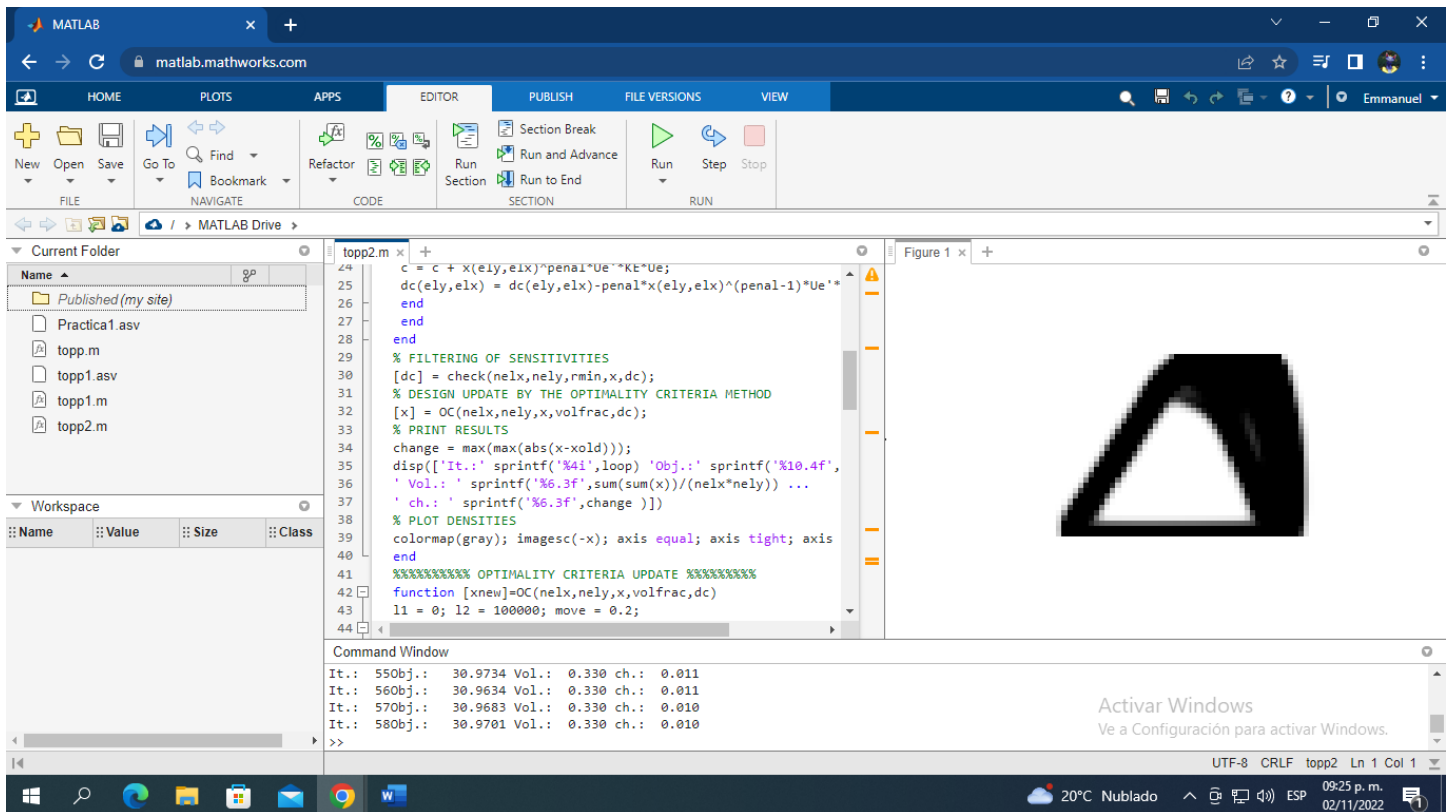 MATLAB
matlab.mathworks.com
HOME PLOTS APPS EDITOR PUBLISH FILE VERSIONS VIEW
Emmanuel
New Open Save Go To Find Bookmark Refactor Run Section Section Break Run and Advance Run to End Run Step Stop
FILE NAVIGATE CODE SECTION RUN
/ > MATLAB Drive >
Current Folder
Name
Published (my site)
Practica1.asv
topp.m
topp1.asv
topp1.m
topp2.m
Workspace
Name Value Size Class
topp2.m
24 c = c + x(ely,elx)^penal*Ue'*KE*Ue;
25 dc(ely,elx) = dc(ely,elx)-penal*x(ely,elx)^(penal-1)*Ue'*
26 end
27 end
28 end
29 % FILTERING OF SENSITIVITIES
30 [dc] = check(nelx,nely,rmin,x,dc);
31 % DESIGN UPDATE BY THE OPTIMALITY CRITERIA METHOD
32 [x] = OC(nelx,nely,x,volfrac,dc);
33 % PRINT RESULTS
34 change = max(max(abs(x-xold)));
35 disp(['It.:' sprintf('%4i',loop) 'Obj.:' sprintf('%10.4f',
36 ' Vol.: ' sprintf('%6.3f',sum(sum(x))/(nelx*nely)) ...
37 ' ch.: ' sprintf('%6.3f',change )])
38 % PLOT DENSITIES
39 colormap(gray); imagesc(-x); axis equal; axis tight; axis
40 end
41 %%%%%%%%%% OPTIMALITY CRITERIA UPDATE %%%%%%%%%
42 function [xnew]=OC(nelx,nely,x,volfrac,dc)
43 l1 = 0; l2 = 100000; move = 0.2;
44
Figure 1
Command Window
It.: 55Obj.: 30.9734 Vol.: 0.330 ch.: 0.011
It.: 56Obj.: 30.9634 Vol.: 0.330 ch.: 0.011
It.: 57Obj.: 30.9683 Vol.: 0.330 ch.: 0.010
It.: 58Obj.: 30.9701 Vol.: 0.330 ch.: 0.010
>>
Activar Windows
Ve a Configuración para activar Windows.
UTF-8 CRLF topp2 Ln 1 Col 1
20°C Nublado ESP 09:25 p. m.
02/11/2022